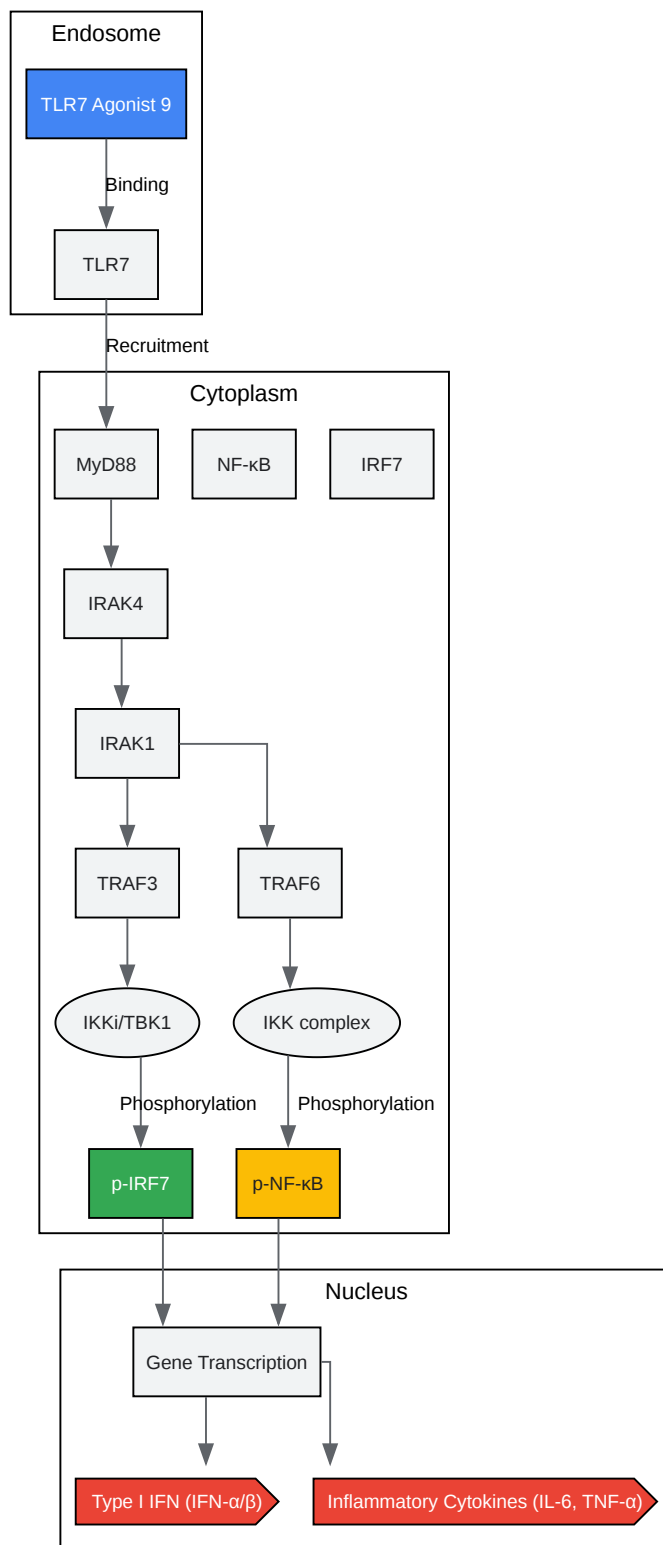 Endosome
TLR7 Agonist 9
Binding
TLR7
Recruitment
Cytoplasm
MyD88
NF-κB
IRF7
IRAK4
IRAK1
TRAF3
TRAF6
IKKi/TBK1
IKK complex
Phosphorylation
Phosphorylation
p-IRF7
p-NF-κB
Nucleus
Gene Transcription
Type I IFN (IFN-α/β)
Inflammatory Cytokines (IL-6, TNF-α)